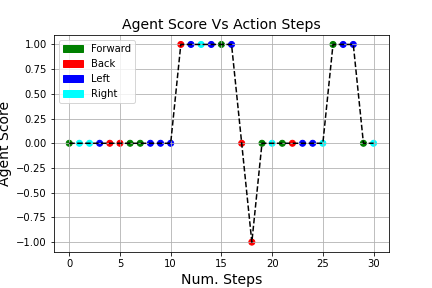 Agent Score Vs Action Steps
Agent Score
1.00
0.75
0.50
0.25
0.00
−0.25
−0.50
−0.75
−1.00
Forward
Back
Left
Right
0
5
10
15
20
25
30
Num. Steps